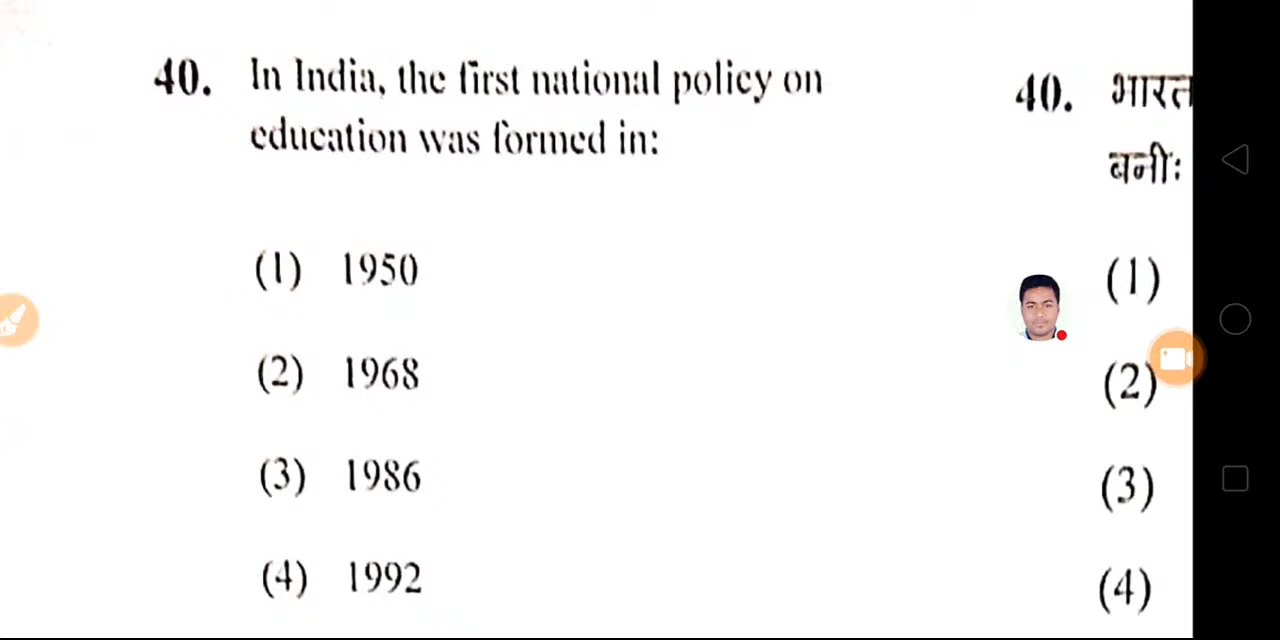 40. In India, the first national policy on
education was formed in:
(1) 1950
(2) 1968
(3) 1986
(4) 1992
40. भारत
बनीः
(1)
(2)
(3)
(4)